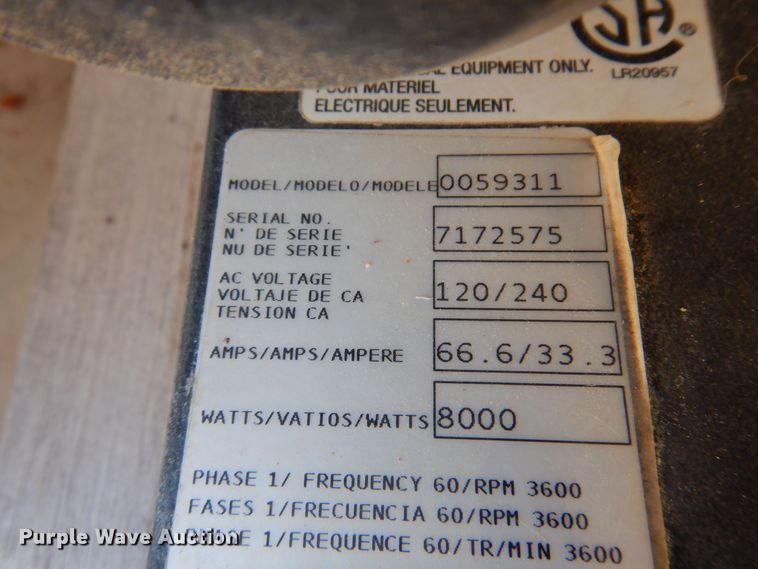 SA ®
EQUIPMENT ONLY. LR20957
POUR MATERIEL
ELECTRIQUE SEULEMENT.
MODEL/MODELO/MODELE 0059311
SERIAL NO.
N' DE SERIE 7172575
NU DE SERIE'
AC VOLTAGE
VOLTAJE DE CA 120/240
TENSION CA
AMPS/AMPS/AMPERE 66.6/33.3
WATTS/VATIOS/WATTS 8000
PHASE 1/ FREQUENCY 60/RPM 3600
FASES 1/FRECUENCIA 60/RPM 3600
PHASE 1/FREQUENCE 60/TR/MIN 3600
Purple Wave Auction